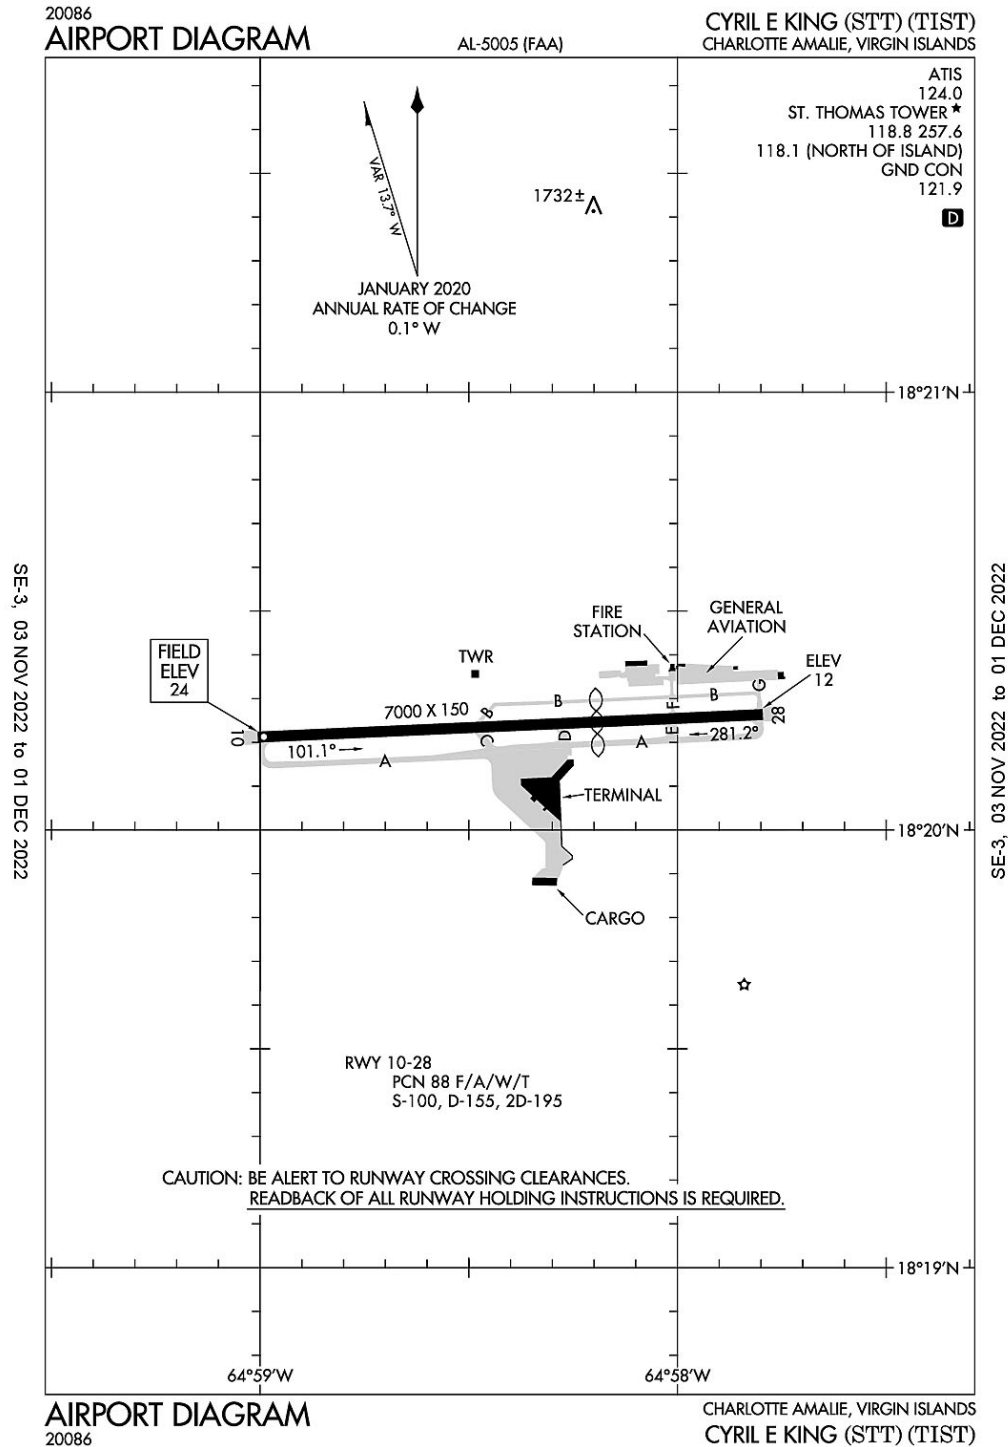 20086
AIRPORT DIAGRAM
AL-5005 (FAA)
CYRIL E KING (STT) (TIST)
CHARLOTTE AMALIE, VIRGIN ISLANDS
ATIS
124.0
ST. THOMAS TOWER★
118.8 257.6
118.1 (NORTH OF ISLAND)
GND CON
121.9
D
VAR 13.7° W
1732±
JANUARY 2020
ANNUAL RATE OF CHANGE
0.1° W
18°21'N
SE-3, 03 NOV 2022 to 01 DEC 2022
SE-3, 03 NOV 2022 to 01 DEC 2022
FIRE
STATION
GENERAL
AVIATION
FIELD
ELEV
24
TWR
ELEV
12
7000 X 150
B
B
B
F
G
10
28
101.1°
A
C
D
A
E
281.2°
TERMINAL
18°20'N
CARGO
RWY 10-28
PCN 88 F/A/W/T
S-100, D-155, 2D-195
CAUTION: BE ALERT TO RUNWAY CROSSING CLEARANCES.
READBACK OF ALL RUNWAY HOLDING INSTRUCTIONS IS REQUIRED.
18°19'N
64°59'W
64°58'W
AIRPORT DIAGRAM
20086
CHARLOTTE AMALIE, VIRGIN ISLANDS
CYRIL E KING (STT) (TIST)